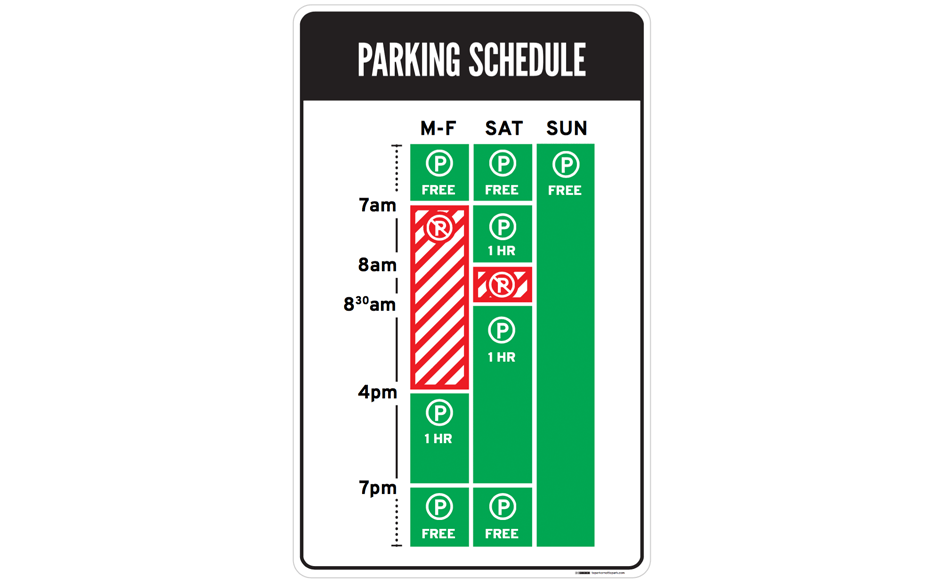 PARKING SCHEDULE
M-F SAT SUN
P P P
FREE FREE FREE
7am
P P
1 HR
8am
P
8³⁰am
P
1 HR
4pm
P
1 HR
7pm
P P
FREE FREE